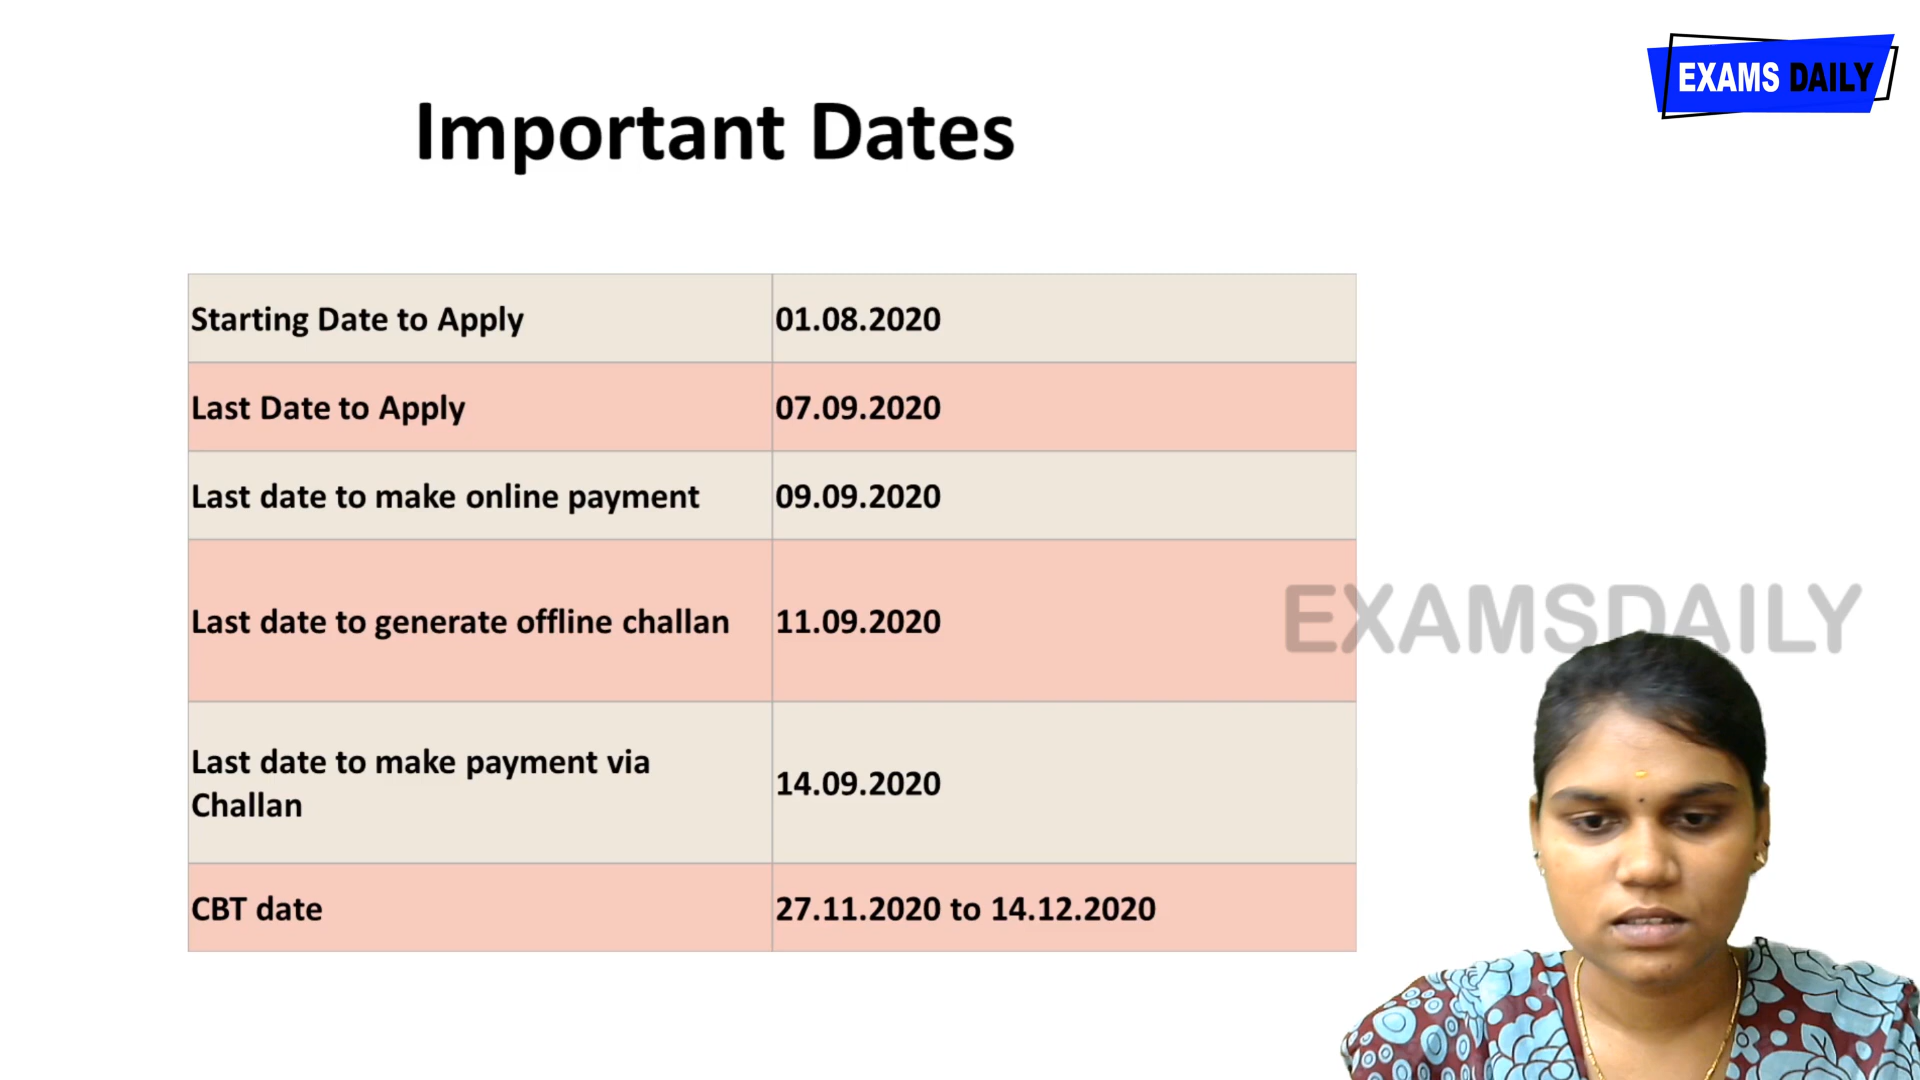 EXAMS DAILY
Important Dates
Starting Date to Apply 01.08.2020
Last Date to Apply 07.09.2020
Last date to make online payment 09.09.2020
Last date to generate offline challan 11.09.2020
EXAMSDAILY
Last date to make payment via
Challan
14.09.2020
CBT date 27.11.2020 to 14.12.2020